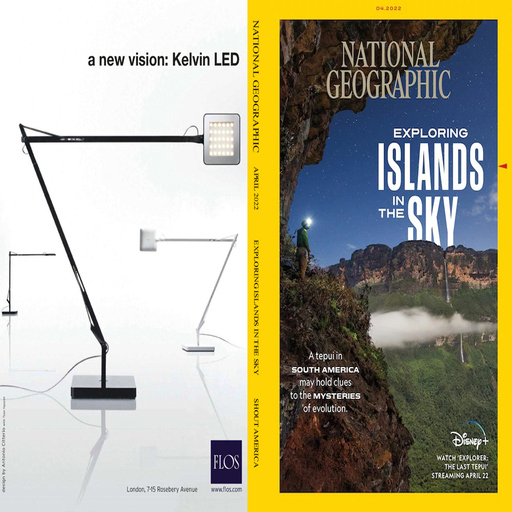 a new vision: Kelvin LED
design by Antonio Citterio
FLOS
London, 7-15 Rosebery Avenue
www.flos.com
NATIONAL GEOGRAPHIC
APRIL, 2022
EXPLORING ISLANDS IN THE SKY
SHOUT AMERICA
04.2022
NATIONAL
GEOGRAPHIC
EXPLORING
ISLANDS
IN
THE
SKY
A tepui in
SOUTH AMERICA
may hold clues
to the MYSTERIES
of evolution.
Disney+
WATCH 'EXPLORER:
THE LAST TEPUI'
STREAMING APRIL 22